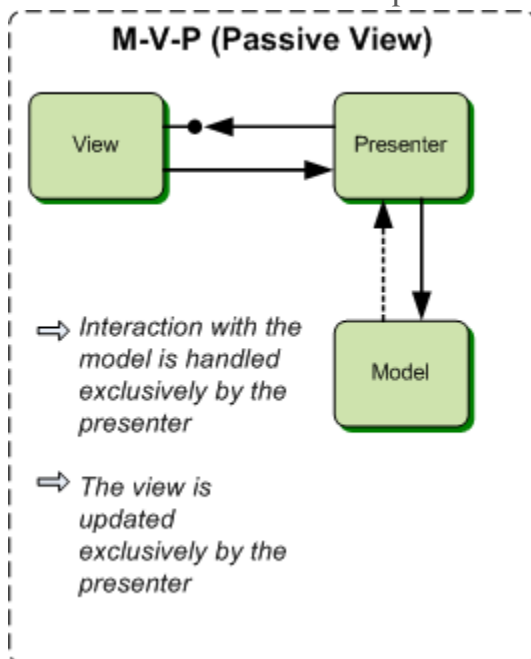 M-V-P (Passive View)
View
Presenter
Model
Interaction with the
model is handled
exclusively by the
presenter
The view is
updated
exclusively by the
presenter